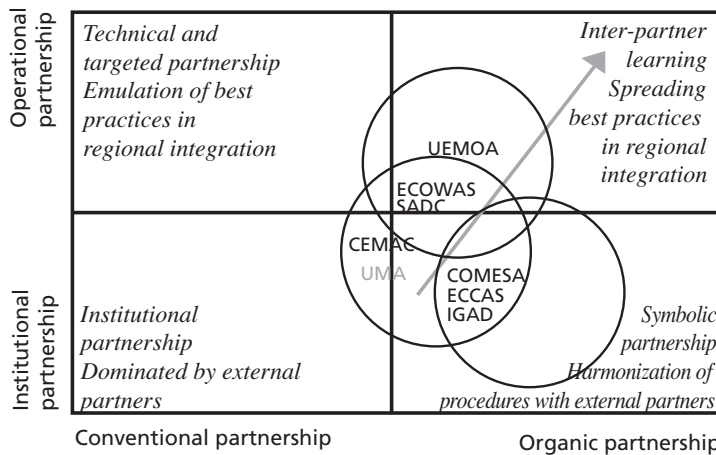 Operational
partnership
Technical and
targeted partnership
Emulation of best
practices in
regional integration
Inter-partner
learning
Spreading
best practices
in regional
integration
UEMOA
ECOWAS
SADC
CEMAC
UMA
COMESA
ECCAS
IGAD
Institutional
partnership
Institutional
partnership
Dominated by external
partners
Symbolic
partnership
Harmonization of
procedures with external partners
Conventional partnership
Organic partnership